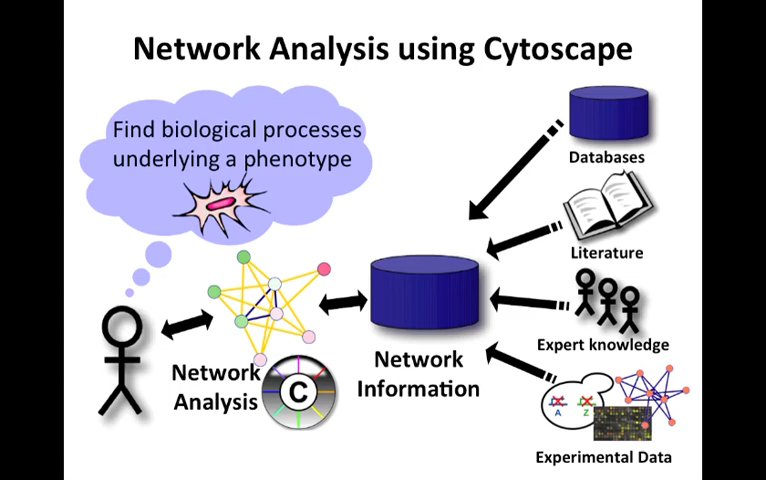 Network Analysis using Cytoscape
Find biological processes
underlying a phenotype
Databases
Literature
Expert knowledge
Network
Analysis
C
Network
Information
A
Z
Experimental Data